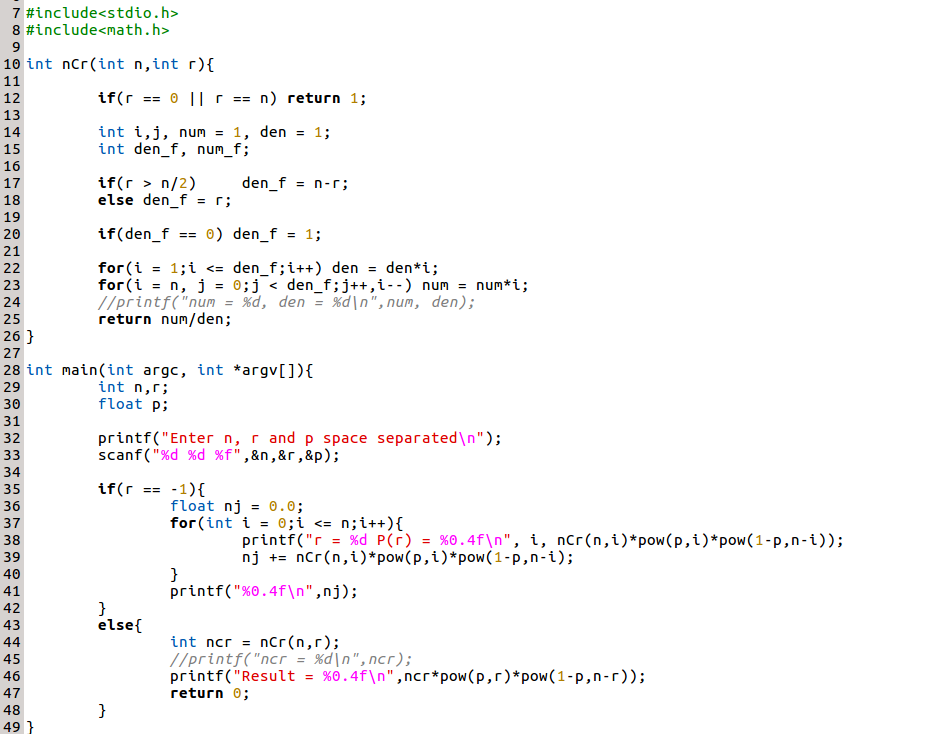 7 #include<stdio.h>
8 #include<math.h>
9
10 int nCr(int n,int r){
11
12 if(r == 0 || r == n) return 1;
13
14 int i,j, num = 1, den = 1;
15 int den_f, num_f;
16
17 if(r > n/2) den_f = n-r;
18 else den_f = r;
19
20 if(den_f == 0) den_f = 1;
21
22 for(i = 1;i <= den_f;i++) den = den*i;
23 for(i = n, j = 0;j < den_f;j++,i--) num = num*i;
24 //printf("num = %d, den = %d\n",num, den);
25 return num/den;
26 }
27
28 int main(int argc, int *argv[]){
29 int n,r;
30 float p;
31
32 printf("Enter n, r and p space separated\n");
33 scanf("%d %d %f",&n,&r,&p);
34
35 if(r == -1){
36 float nj = 0.0;
37 for(int i = 0;i <= n;i++){
38 printf("r = %d P(r) = %0.4f\n", i, nCr(n,i)*pow(p,i)*pow(1-p,n-i));
39 nj += nCr(n,i)*pow(p,i)*pow(1-p,n-i);
40 }
41 printf("%0.4f\n",nj);
42 }
43 else{
44 int ncr = nCr(n,r);
45 //printf("ncr = %d\n",ncr);
46 printf("Result = %0.4f\n",ncr*pow(p,r)*pow(1-p,n-r));
47 return 0;
48 }
49 }